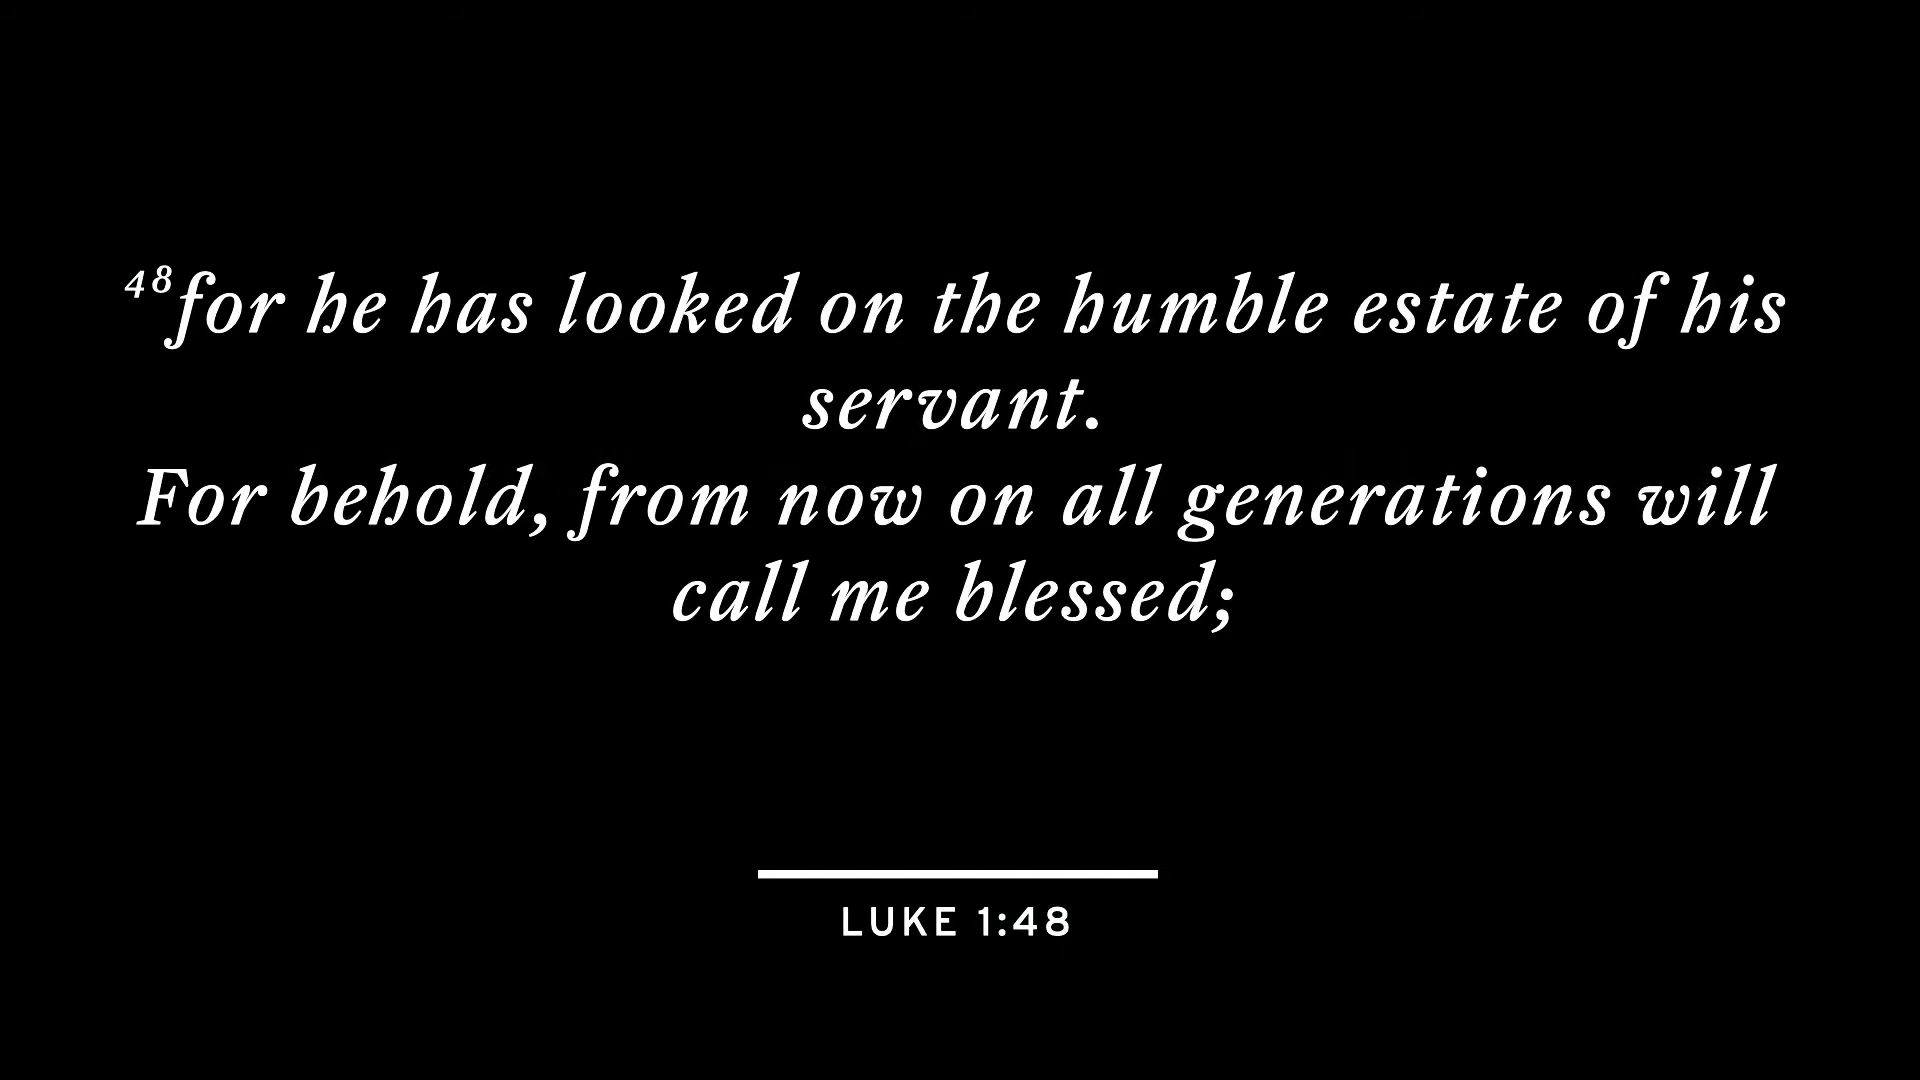 ⁴⁸for he has looked on the humble estate of his
servant.
For behold, from now on all generations will
call me blessed;
LUKE 1:48